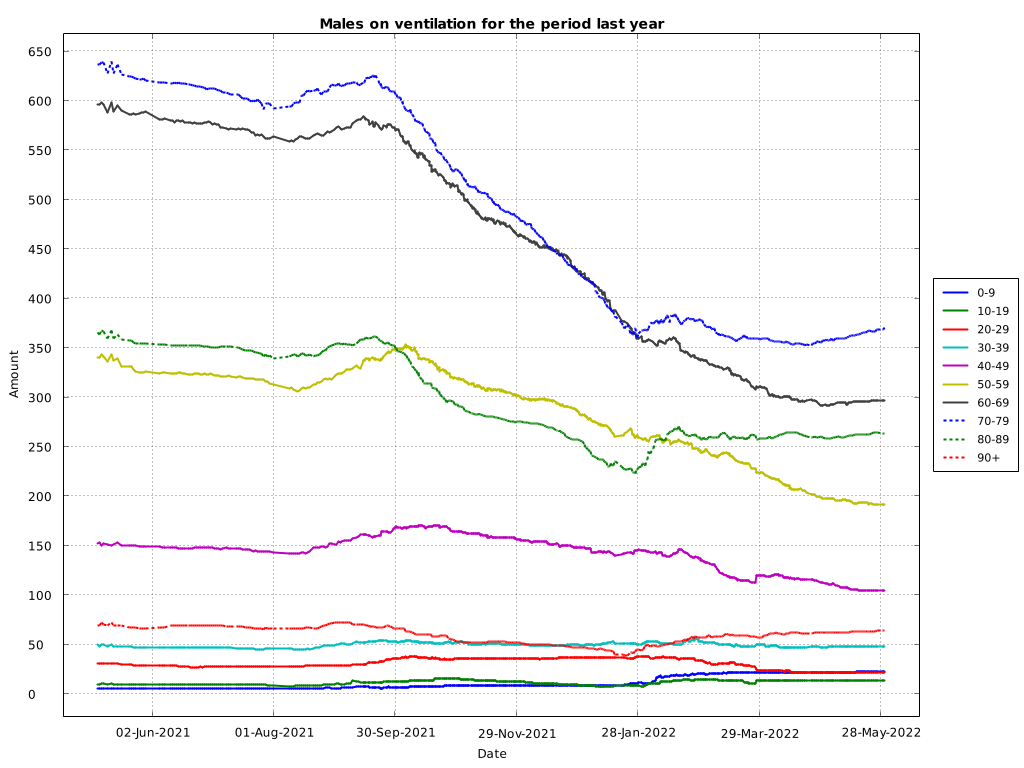 Males on ventilation for the period last year
650
600
550
500
450
400
350
300
250
200
150
100
50
0
Amount
02-Jun-2021
01-Aug-2021
30-Sep-2021
29-Nov-2021
28-Jan-2022
29-Mar-2022
28-May-2022
Date
0-9
10-19
20-29
30-39
40-49
50-59
60-69
70-79
80-89
90+